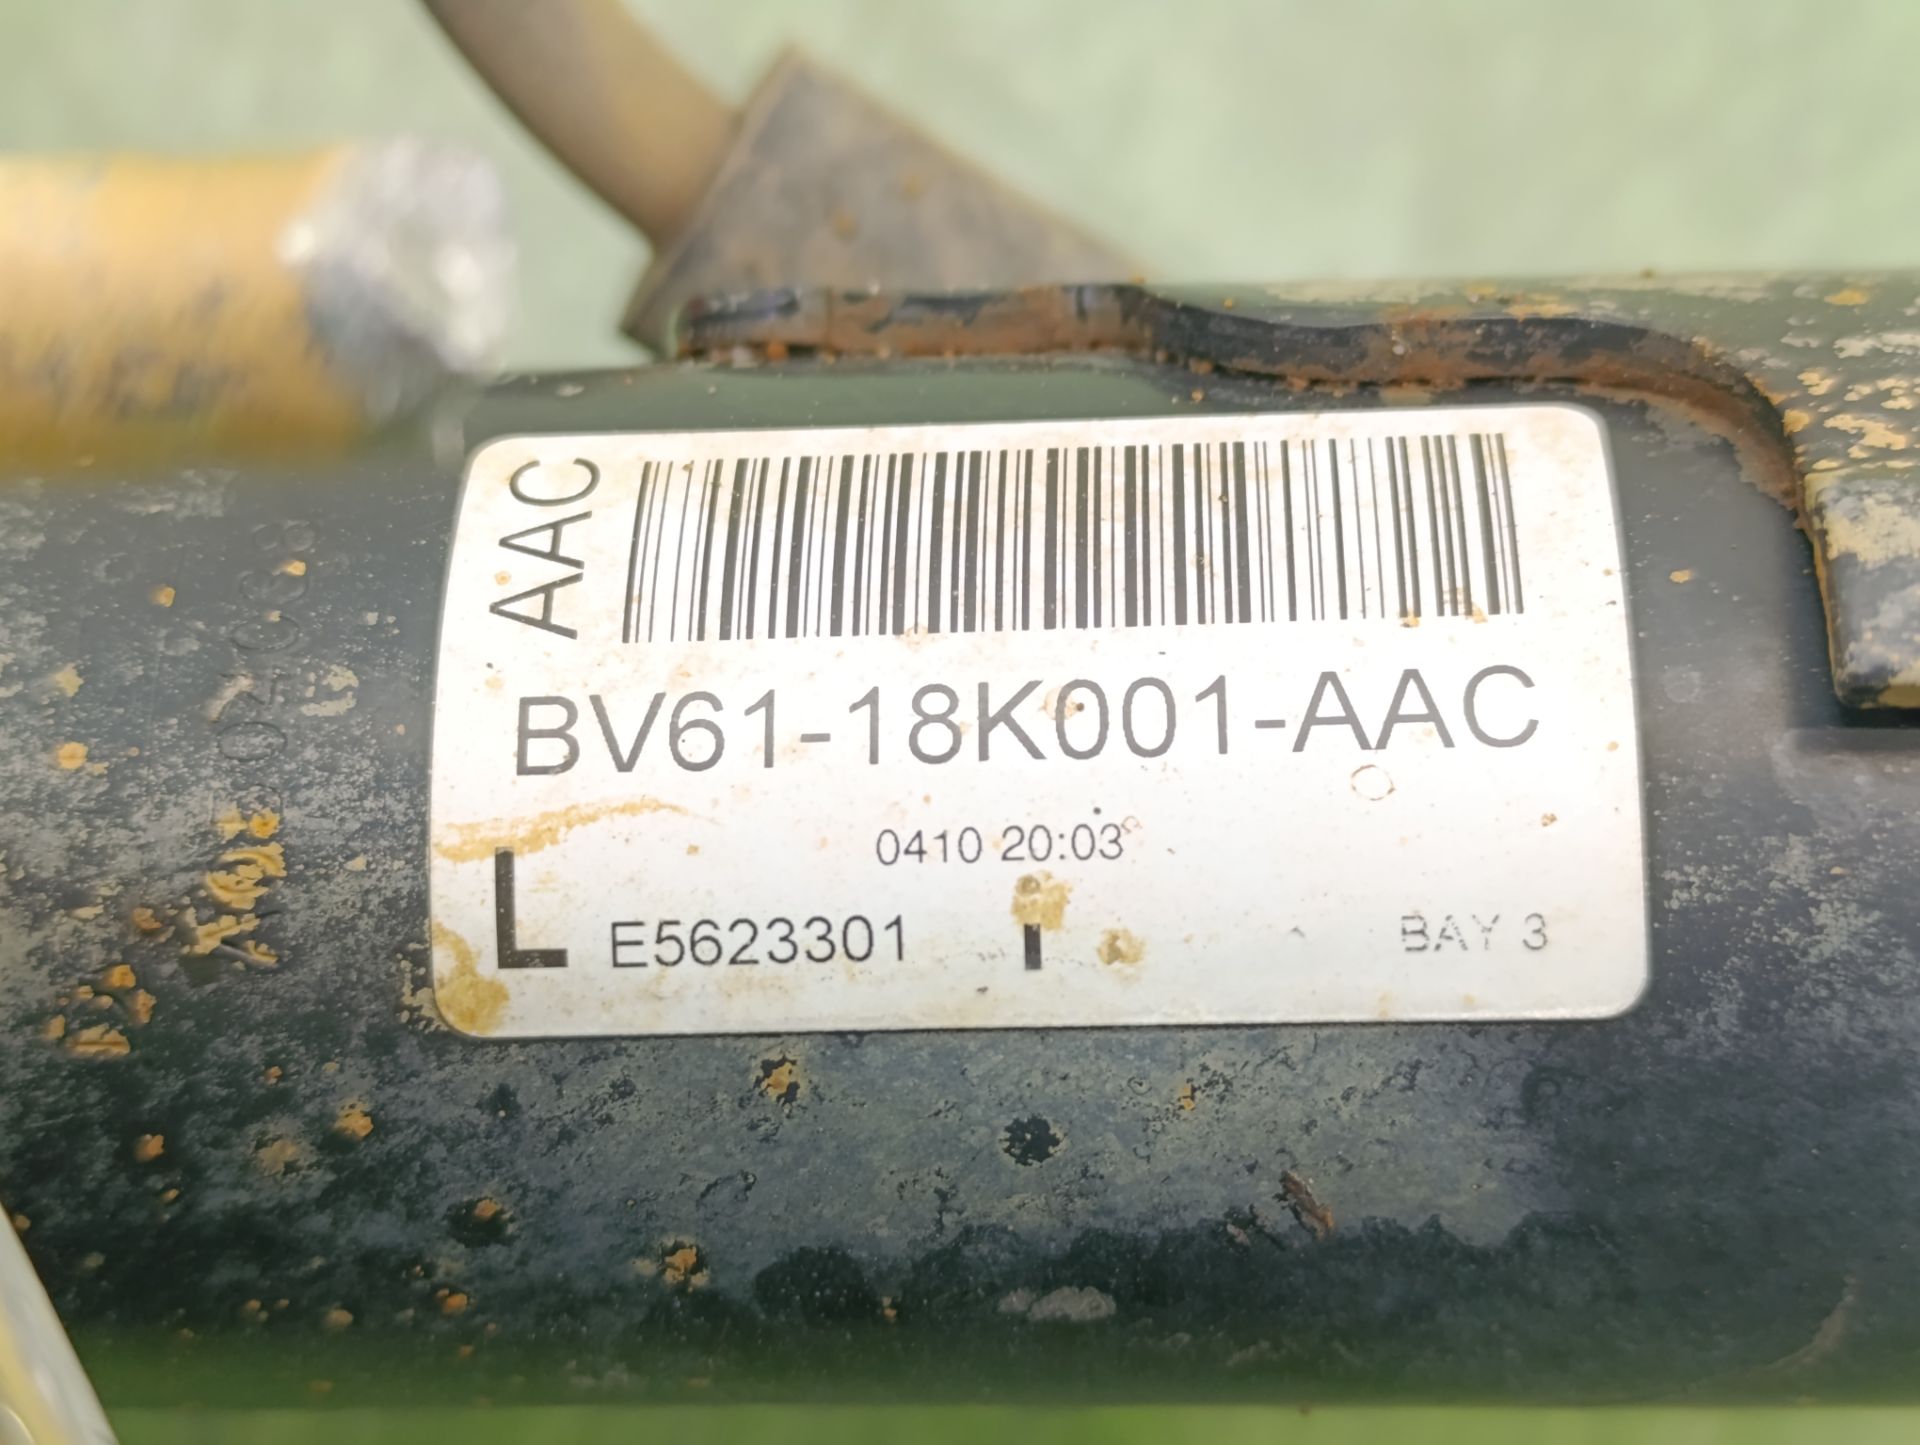 AAC
BV61-18K001-AAC
0410 20:03
L E5623301 BAY 3